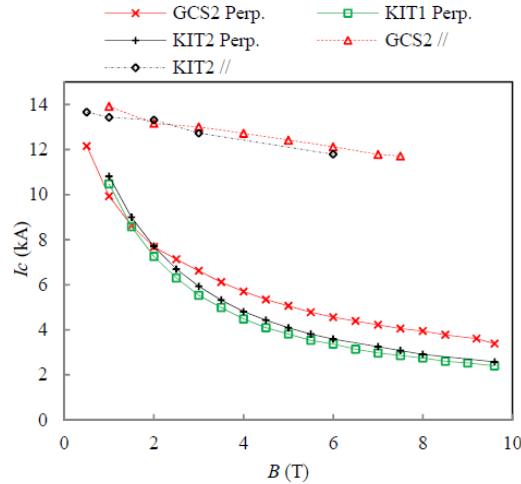 GCS2 Perp. KIT1 Perp.
KIT2 Perp. GCS2 //
KIT2 //
14
12
10
8
6
4
2
0
Ic (kA)
0 2 4 6 8 10
B (T)